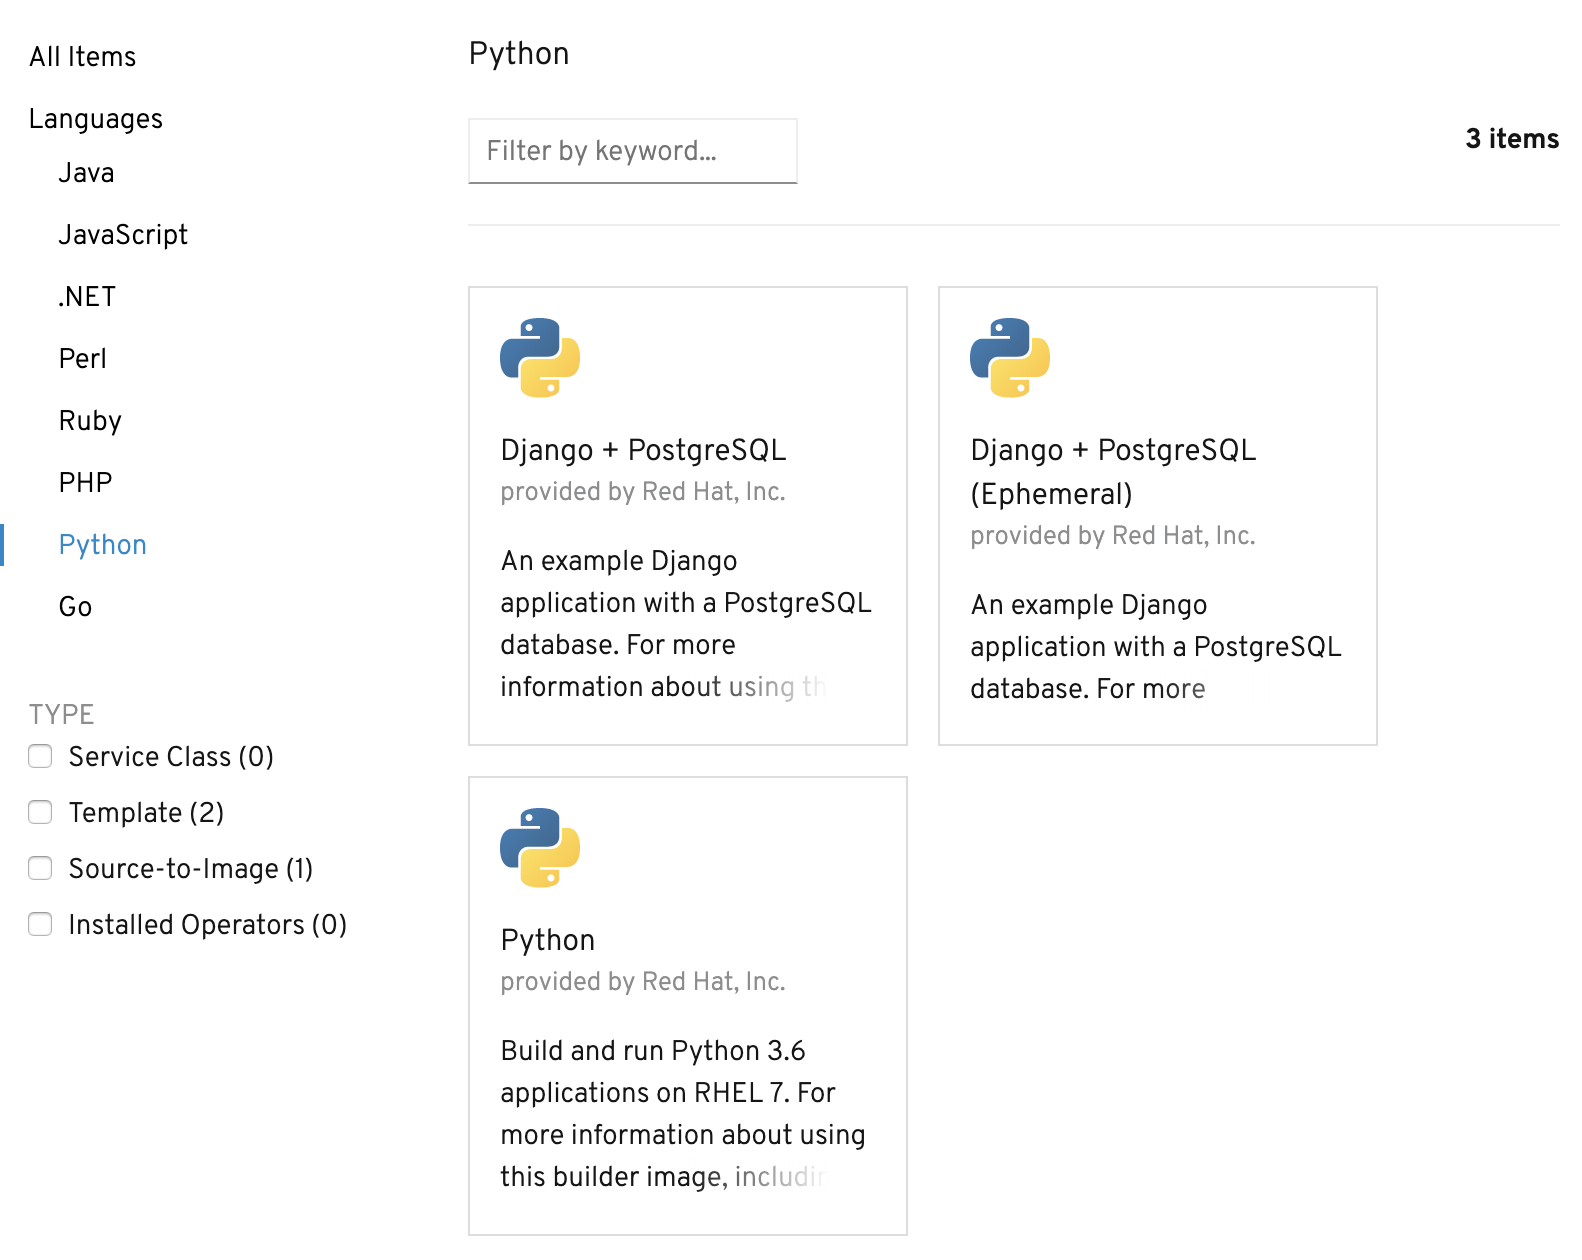 All Items
Languages
Java
JavaScript
.NET
Perl
Ruby
PHP
Python
Go
TYPE
Service Class (0)
Template (2)
Source-to-Image (1)
Installed Operators (0)
Python
Filter by keyword...
3 items
Django + PostgreSQL
provided by Red Hat, Inc.
An example Django
application with a PostgreSQL
database. For more
information about using th
Django + PostgreSQL
(Ephemeral)
provided by Red Hat, Inc.
An example Django
application with a PostgreSQL
database. For more
Python
provided by Red Hat, Inc.
Build and run Python 3.6
applications on RHEL 7. For
more information about using
this builder image, includin